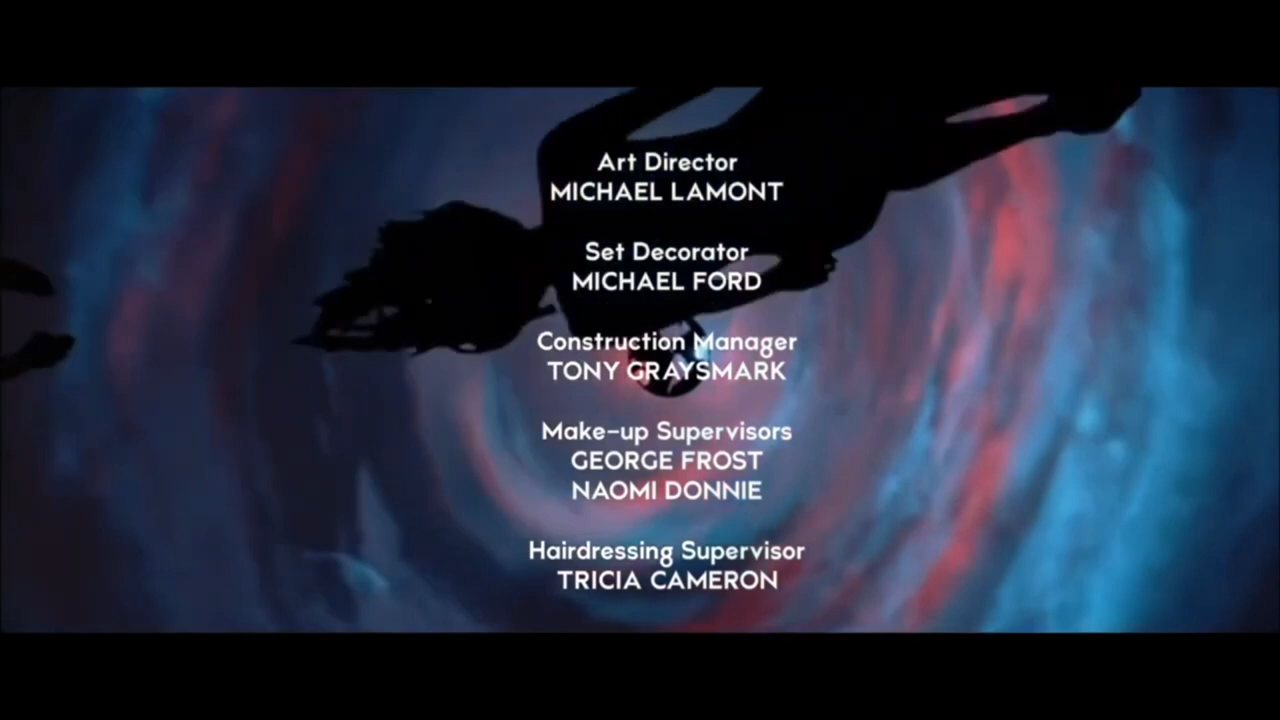 Art Director
MICHAEL LAMONT
Set Decorator
MICHAEL FORD
Construction Manager
TONY GRAYSMARK
Make-up Supervisors
GEORGE FROST
NAOMI DONNIE
Hairdressing Supervisor
TRICIA CAMERON